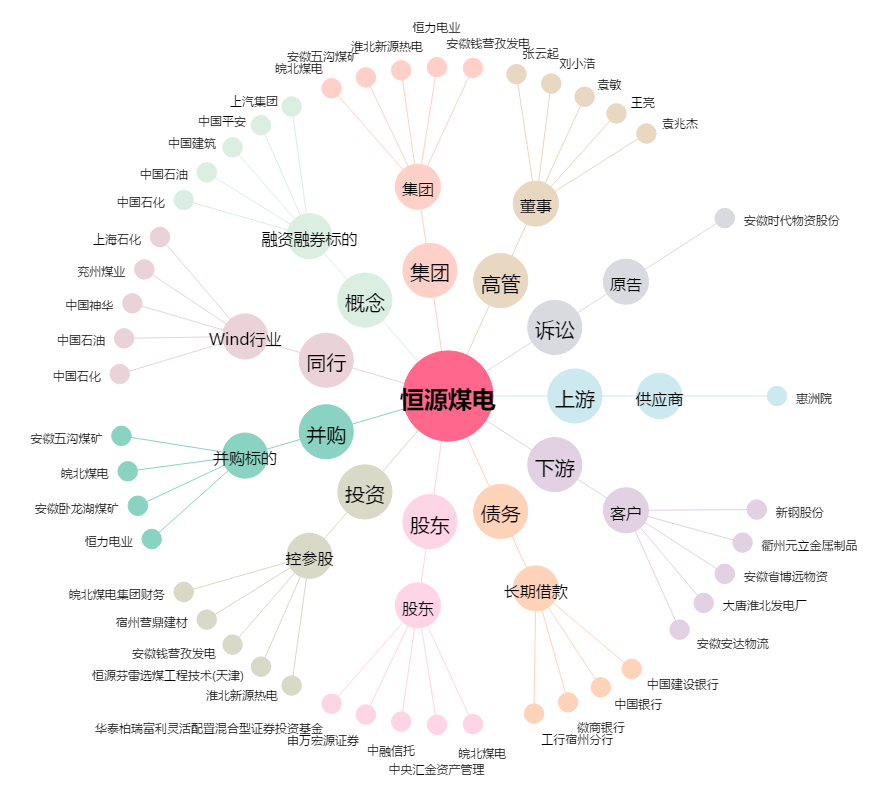 恒力电业
安徽钱营孜发电
淮北新源热电
安徽五沟煤矿
皖北煤电
张云起
刘小浩
袁敏
王亮
袁兆杰
上汽集团
中国平安
中国建筑
中国石油
中国石化
集团
董事
融资融券标的
安徽时代物资股份
上海石化
兖州煤业
中国神华
中国石油
中国石化
集团
高管
原告
概念
诉讼
Wind行业
同行
恒源煤电
上游
供应商
惠洲院
安徽五沟煤矿
皖北煤电
安徽卧龙湖煤矿
恒力电业
并购标的
并购
投资
股东
债务
下游
客户
新钢股份
衢州元立金属制品
安徽省博远物资
大唐淮北发电厂
安徽安达物流
控参股
皖北煤电集团财务
宿州营鼎建材
安徽钱营孜发电
恒源芬雷选煤工程技术(天津)
淮北新源热电
股东
长期借款
中国建设银行
中国银行
徽商银行
工行宿州分行
华泰柏瑞富利灵活配置混合型证券投资基金
申万宏源证券
中融信托
中央汇金资产管理
皖北煤电